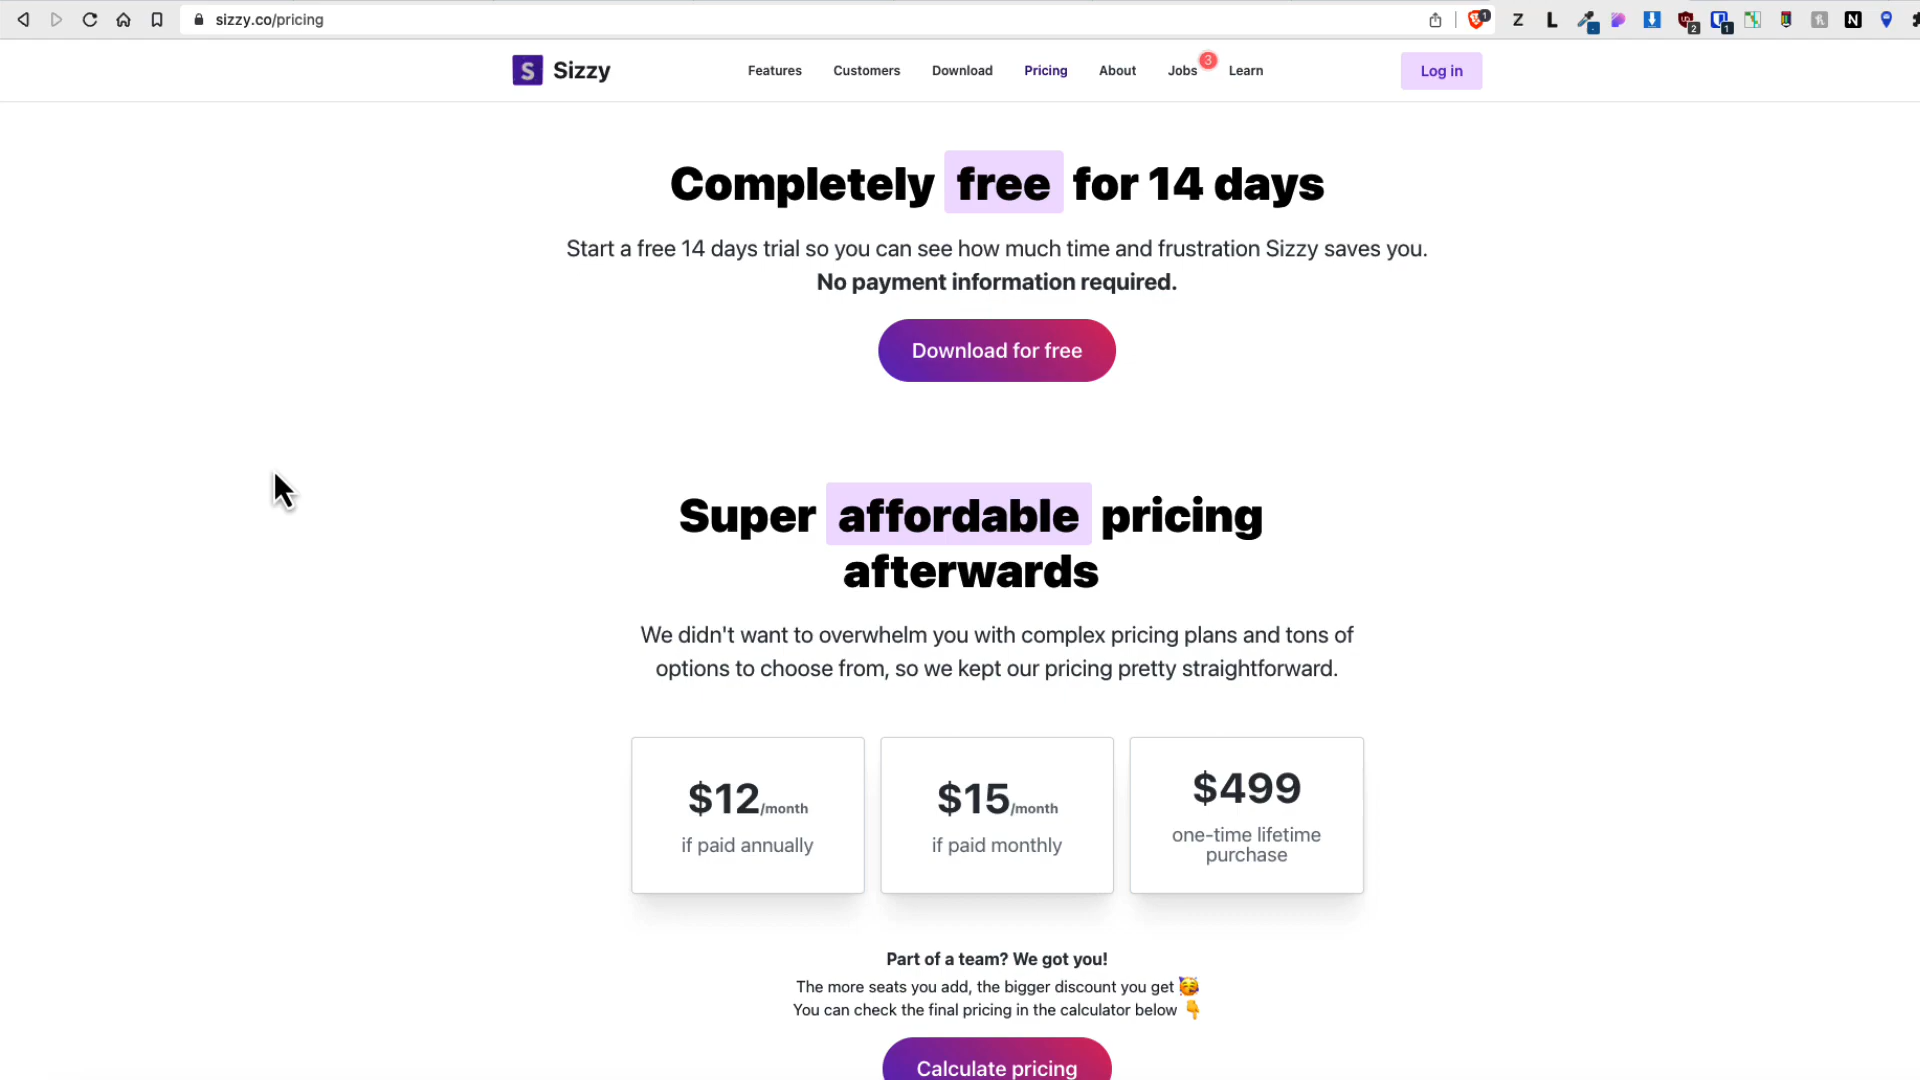 sizzy.co/pricing
1
Z
L
2
1
N
S Sizzy
Features
Customers
Download
Pricing
About
Jobs
3
Learn
Log in
Completely free for 14 days
Start a free 14 days trial so you can see how much time and frustration Sizzy saves you.
No payment information required.
Download for free
Super affordable pricing
afterwards
We didn't want to overwhelm you with complex pricing plans and tons of
options to choose from, so we kept our pricing pretty straightforward.
$12/month
if paid annually
$15/month
if paid monthly
$499
one-time lifetime
purchase
Part of a team? We got you!
The more seats you add, the bigger discount you get 🥳
You can check the final pricing in the calculator below 👇
Calculate pricing